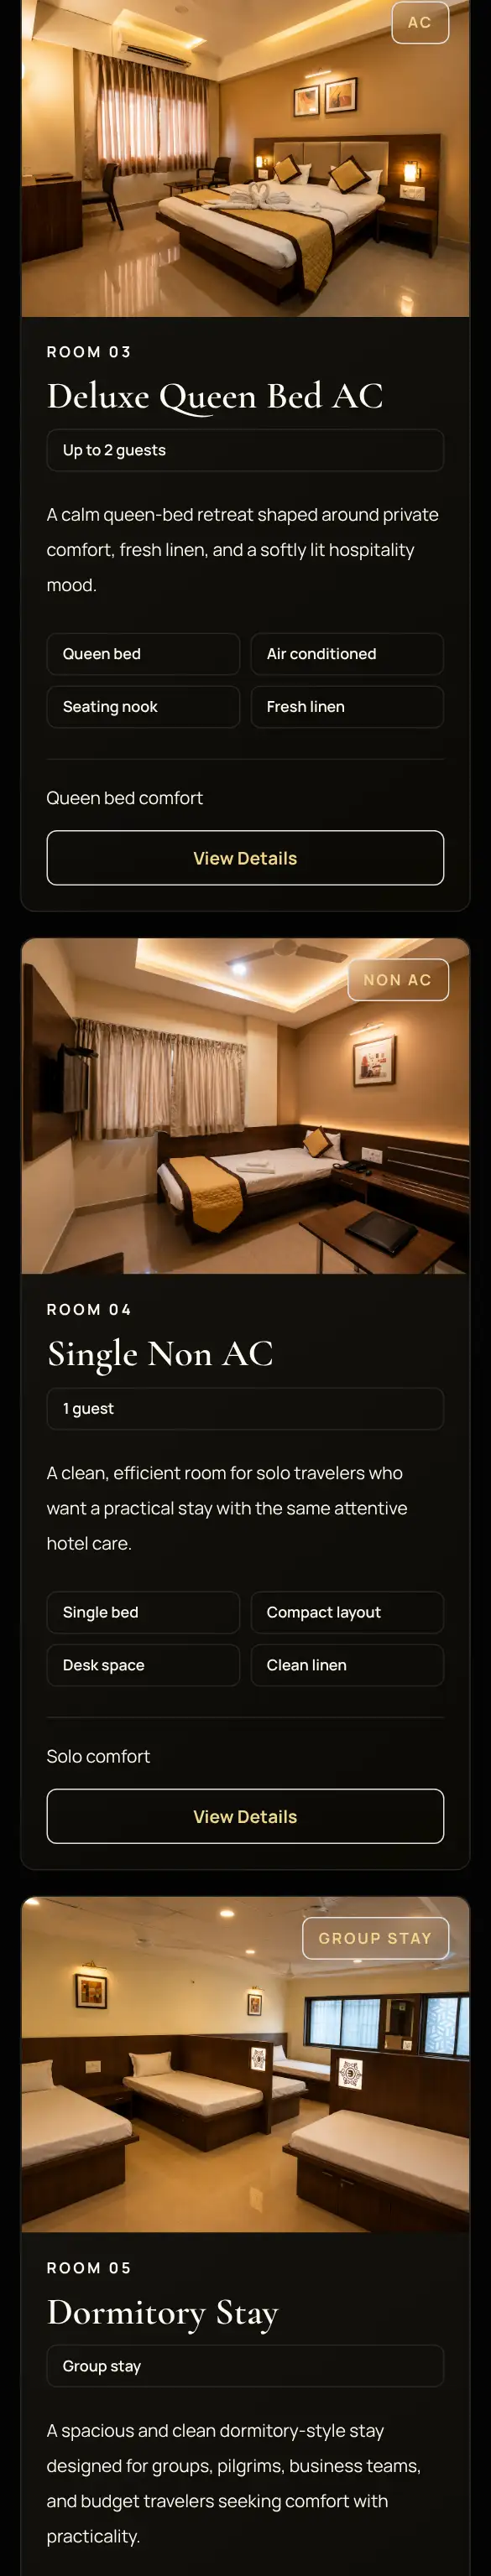 AC
ROOM 03
Deluxe Queen Bed AC
Up to 2 guests
A calm queen-bed retreat shaped around private
comfort, fresh linen, and a softly lit hospitality
mood.
Queen bed
Air conditioned
Seating nook
Fresh linen
Queen bed comfort
View Details
NON AC
ROOM 04
Single Non AC
1 guest
A clean, efficient room for solo travelers who
want a practical stay with the same attentive
hotel care.
Single bed
Compact layout
Desk space
Clean linen
Solo comfort
View Details
GROUP STAY
ROOM 05
Dormitory Stay
Group stay
A spacious and clean dormitory-style stay
designed for groups, pilgrims, business teams,
and budget travelers seeking comfort with
practicality.